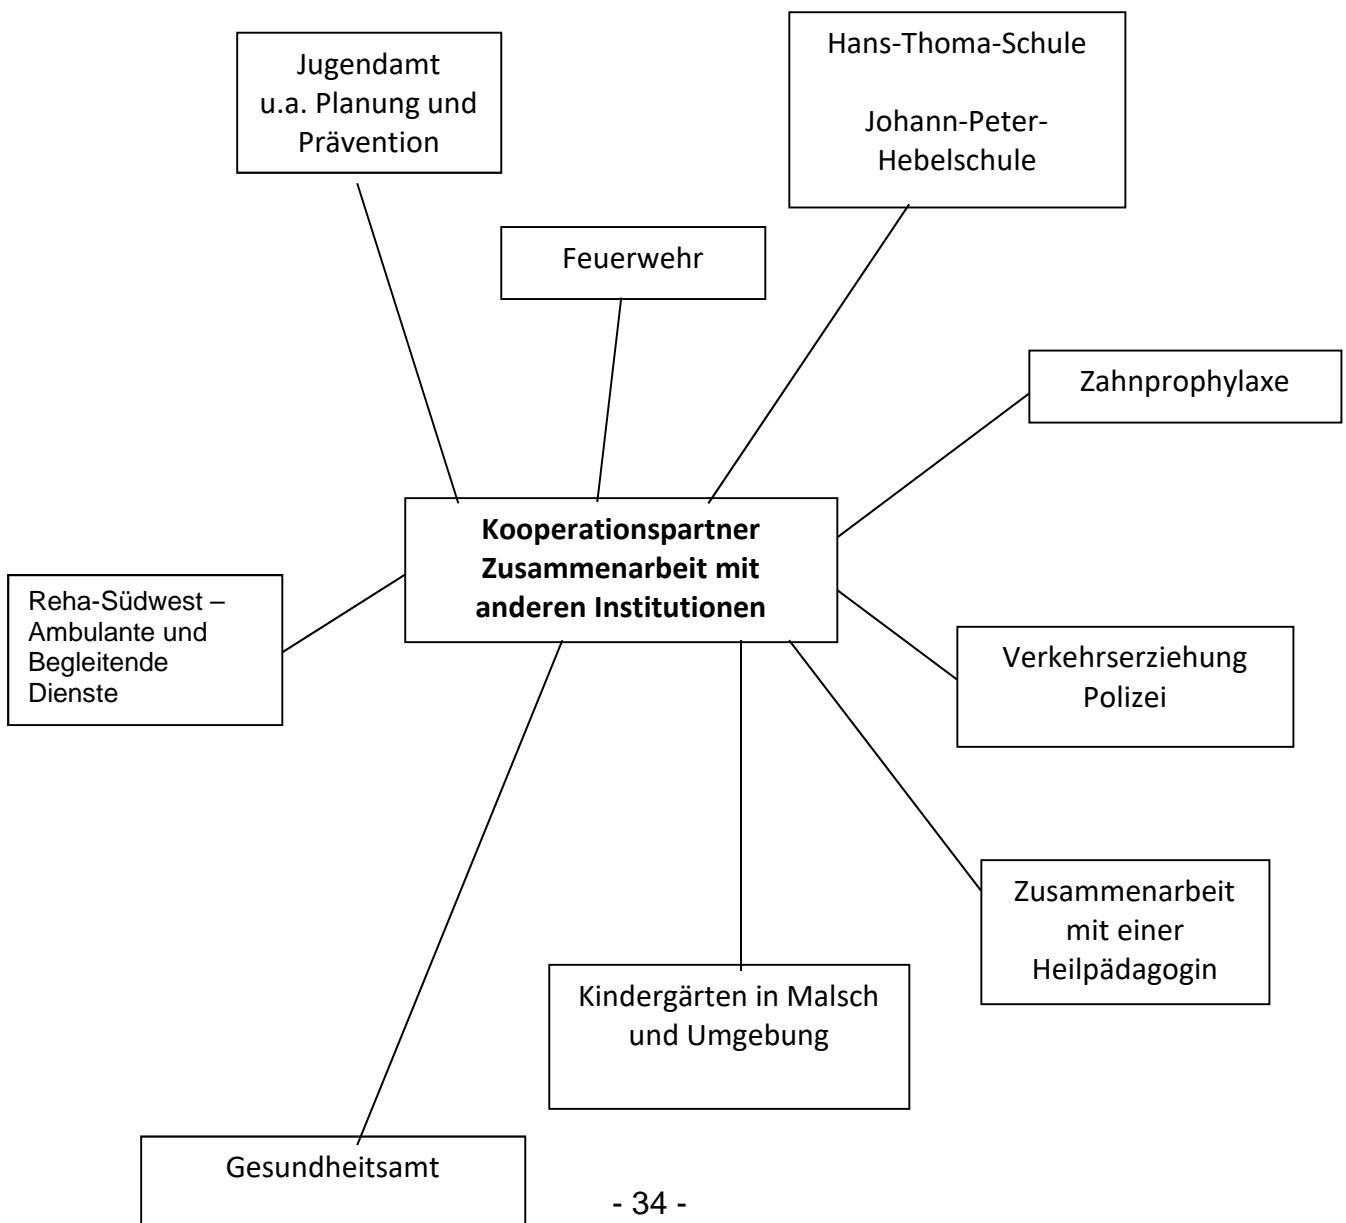 Jugendamt
u.a. Planung und
Prävention
Hans-Thoma-Schule
Johann-Peter-
Hebelschule
Feuerwehr
Zahnprophylaxe
Kooperationspartner
Zusammenarbeit mit
anderen Institutionen
Reha-Südwest –
Ambulante und
Begleitende
Dienste
Verkehrserziehung
Polizei
Zusammenarbeit
mit einer
Heilpädagogin
Kindergärten in Malsch
und Umgebung
Gesundheitsamt
- 34 -